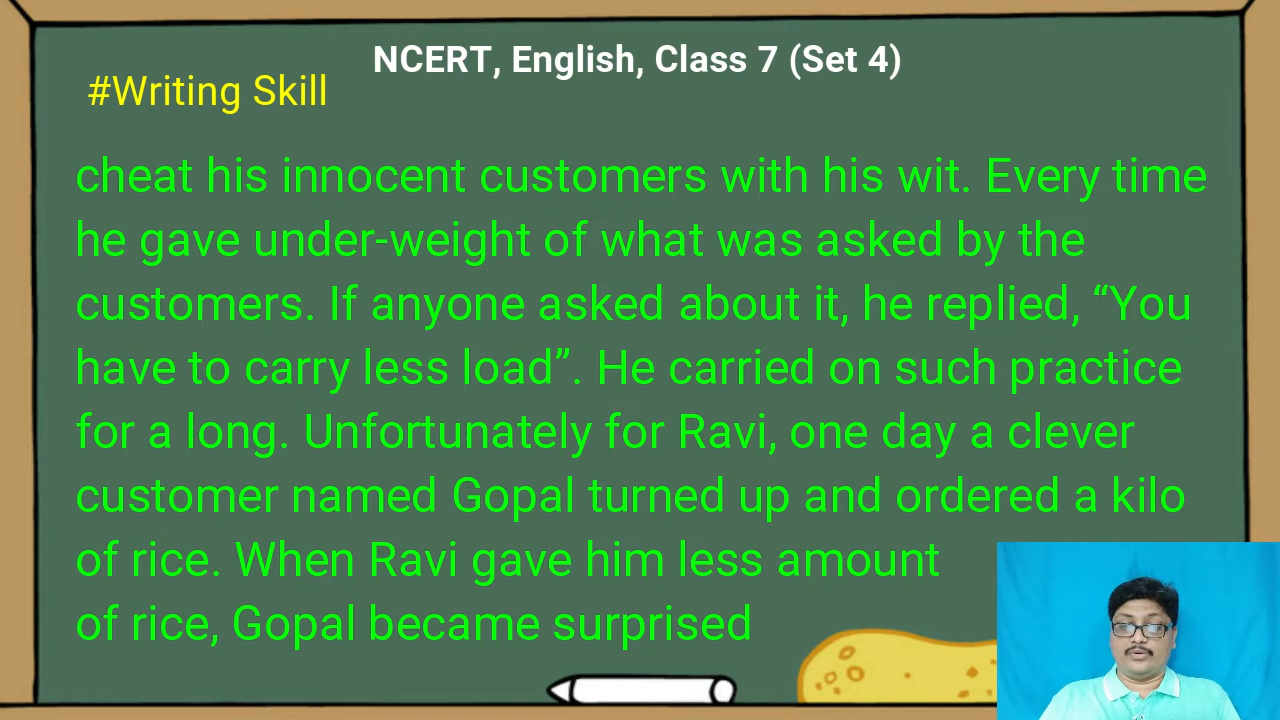 NCERT, English, Class 7 (Set 4)
#Writing Skill
cheat his innocent customers with his wit. Every time
he gave under-weight of what was asked by the
customers. If anyone asked about it, he replied, “You
have to carry less load”. He carried on such practice
for a long. Unfortunately for Ravi, one day a clever
customer named Gopal turned up and ordered a kilo
of rice. When Ravi gave him less amount
of rice, Gopal became surprised